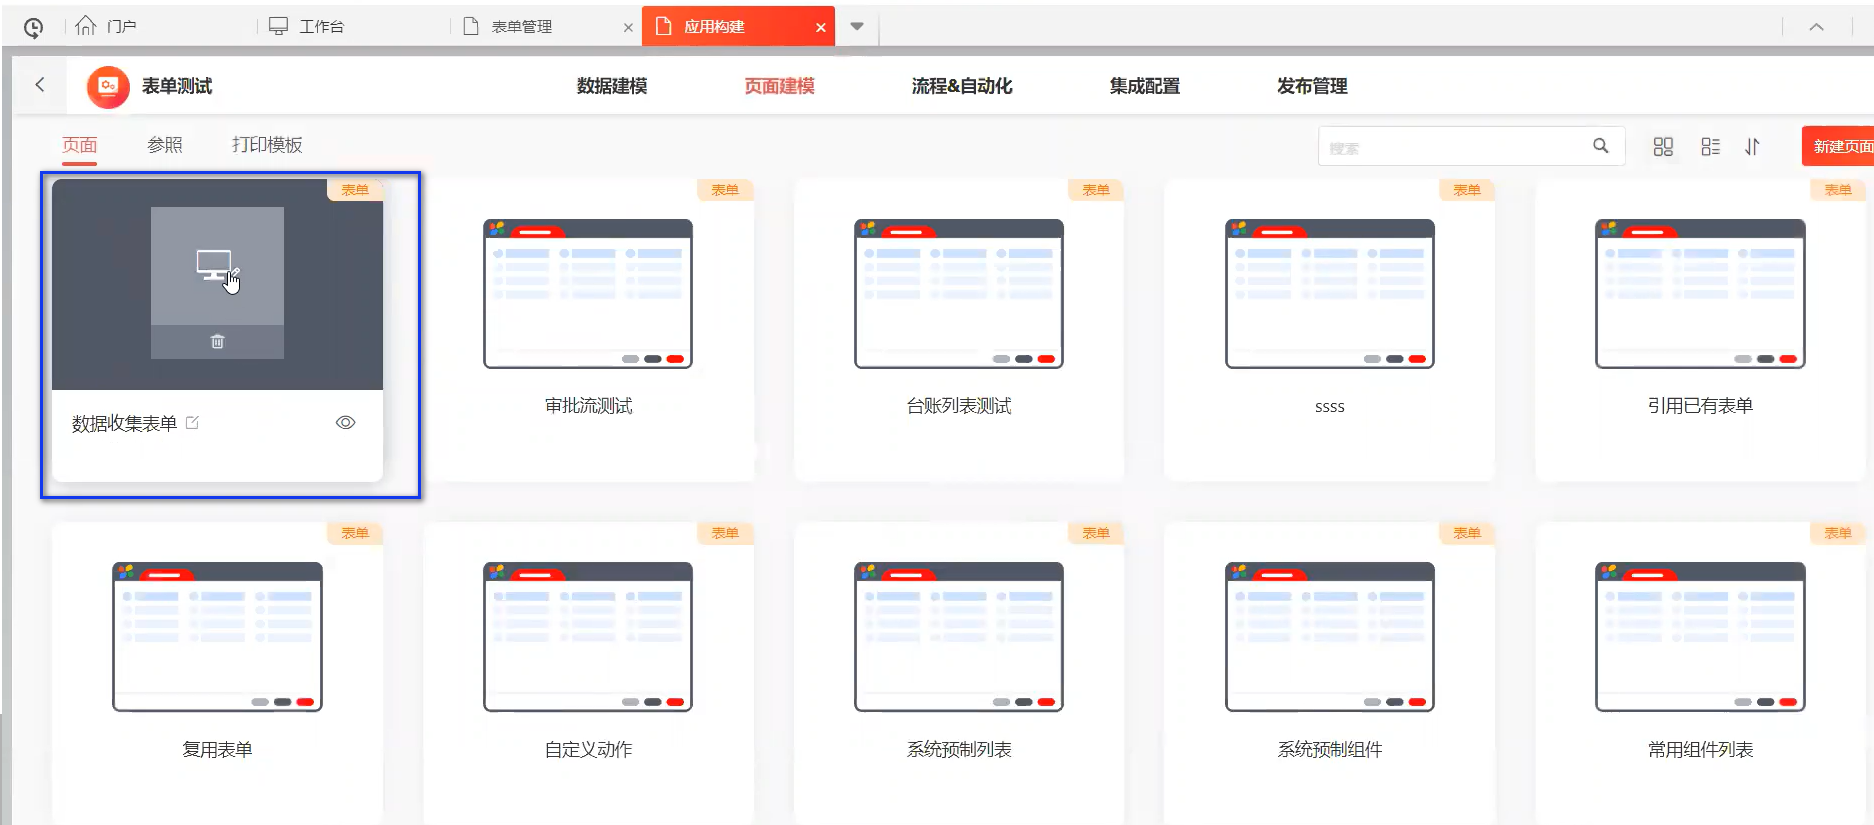 门户
工作台
表单管理
应用构建
表单测试
数据建模
页面建模
流程&自动化
集成配置
发布管理
页面
参照
打印模板
搜索
新建页面
表单
表单
表单
表单
表单
数据收集表单
审批流测试
台账列表测试
ssss
引用已有表单
表单
表单
表单
表单
表单
复用表单
自定义动作
系统预制列表
系统预制组件
常用组件列表